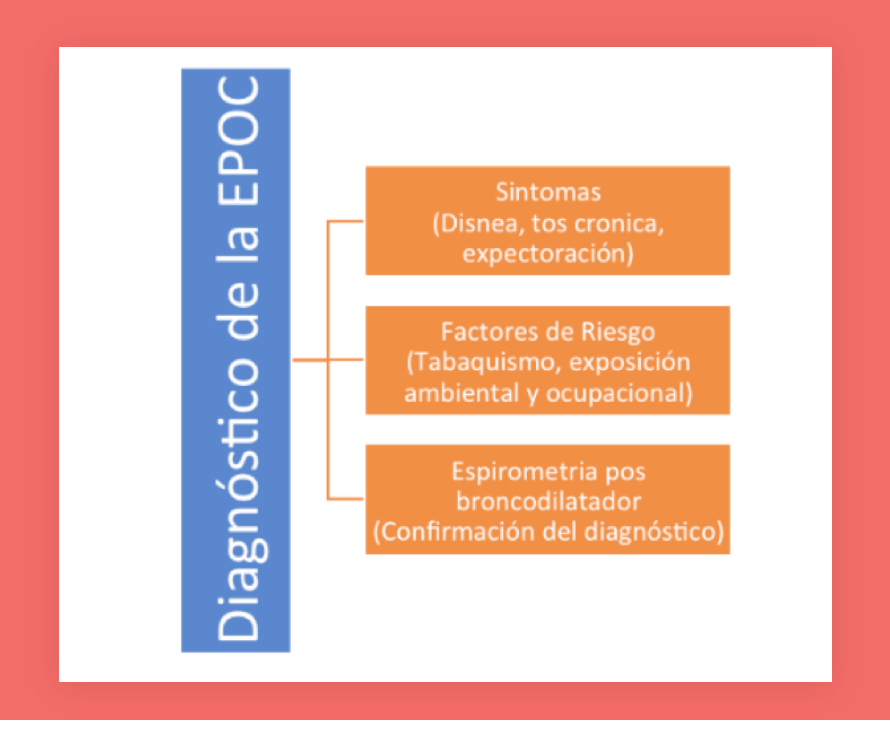 Diagnóstico de la EPOC
Sintomas
(Disnea, tos cronica,
expectoración)
Factores de Riesgo
(Tabaquismo, exposición
ambiental y ocupacional)
Espirometria pos
broncodilatador
(Confirmación del diagnóstico)